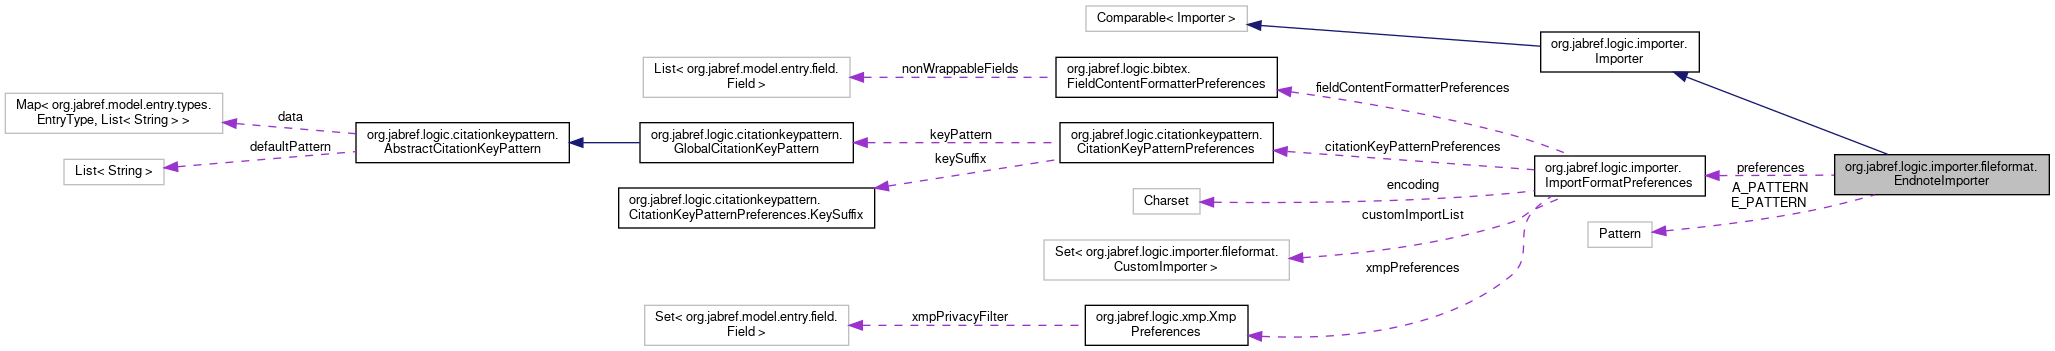 Comparable< Importer >
org.jabref.logic.importer.
Importer
List< org.jabref.model.entry.field.
Field >
nonWrappableFields
org.jabref.logic.bibtex.
FieldContentFormatterPreferences
fieldContentFormatterPreferences
Map< org.jabref.model.entry.types.
EntryType, List< String > >
data
defaultPattern
List< String >
org.jabref.logic.citationkeypattern.
AbstractCitationKeyPattern
org.jabref.logic.citationkeypattern.
GlobalCitationKeyPattern
keyPattern
keySuffix
org.jabref.logic.citationkeypattern.
CitationKeyPatternPreferences
citationKeyPatternPreferences
org.jabref.logic.citationkeypattern.
CitationKeyPatternPreferences.KeySuffix
org.jabref.logic.importer.
ImportFormatPreferences
preferences
org.jabref.logic.importer.fileformat.
EndnoteImporter
A_PATTERN
E_PATTERN
Pattern
encoding
Charset
customImportList
Set< org.jabref.logic.importer.fileformat.
CustomImporter >
xmpPreferences
Set< org.jabref.model.entry.field.
Field >
xmpPrivacyFilter
org.jabref.logic.xmp.Xmp
Preferences